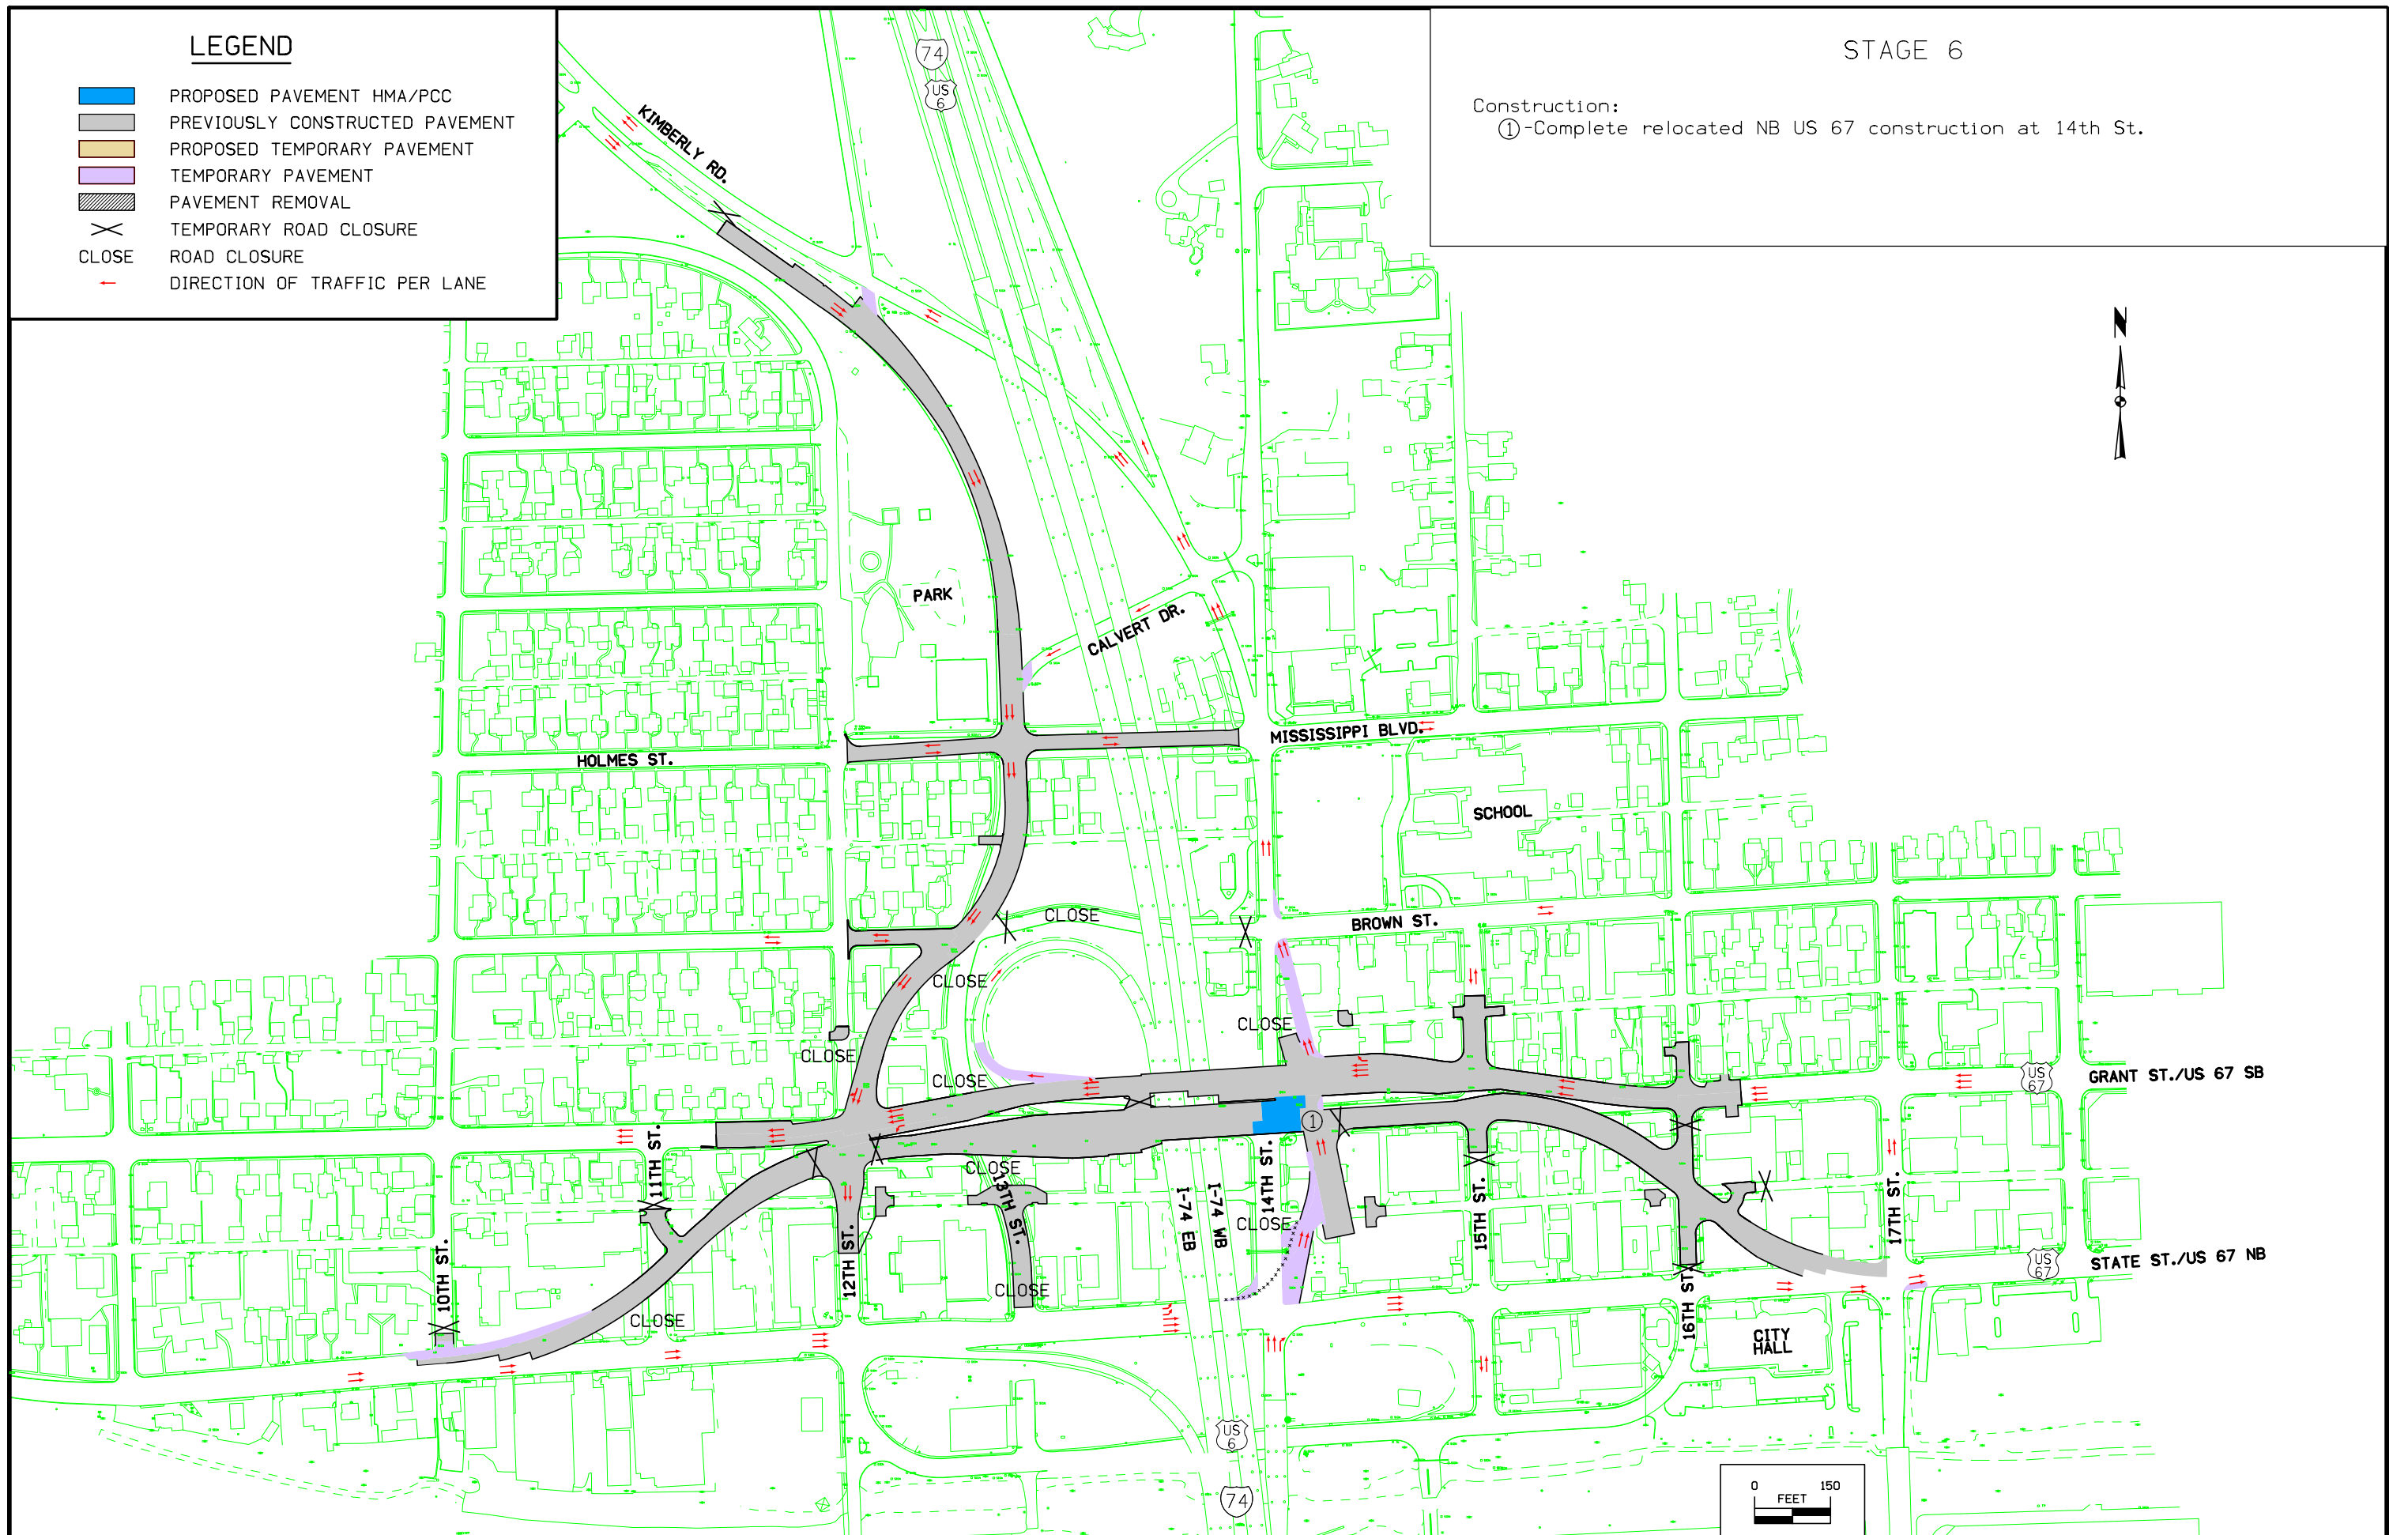 LEGEND
PROPOSED PAVEMENT HMA/PCC
PREVIOUSLY CONSTRUCTED PAVEMENT
PROPOSED TEMPORARY PAVEMENT
TEMPORARY PAVEMENT
PAVEMENT REMOVAL
TEMPORARY ROAD CLOSURE
CLOSE ROAD CLOSURE
DIRECTION OF TRAFFIC PER LANE
STAGE 6
Construction:
1-Complete relocated NB US 67 construction at 14th St.
74
US
6
KIMBERLY RD.
N
PARK
CALVERT DR.
MISSISSIPPI BLVD.
HOLMES ST.
SCHOOL
CLOSE
BROWN ST.
CLOSE
CLOSE
CLOSE
CLOSE
US
67
GRANT ST./US 67 SB
1
11TH ST.
CLOSE
13TH ST.
14TH ST.
I-74 EB
I-74 WB
CLOSE
15TH ST.
17TH ST.
10TH ST.
12TH ST.
US
67
STATE ST./US 67 NB
CLOSE
CLOSE
16TH ST.
CITY
HALL
US
6
74
0 150
FEET